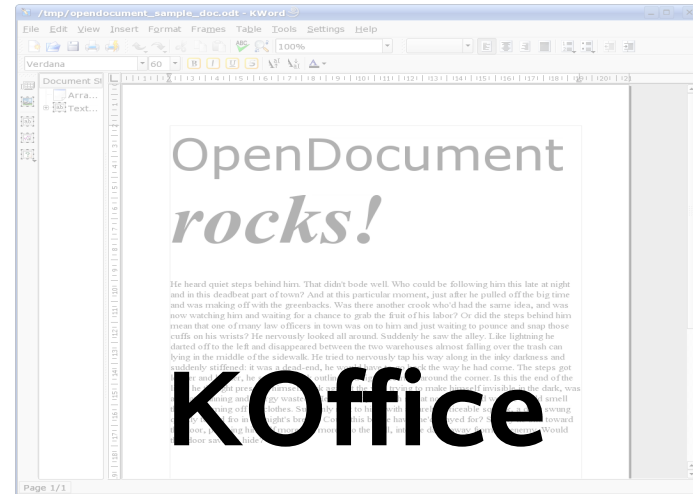 /tmp/opendocument_sample_doc.odt - KWord
File Edit View Insert Format Frames Table Tools Settings Help
100%
Verdana 60 B I U S
Document St
Arra...
Text...
OpenDocument
rocks!
He heard quiet steps behind him. That didn't bode well. Who could be following him this late at night
and in this deadbeat part of town? And at this particular moment, just after he pulled off the big time
and was making off with the greenbacks. Was there another crook who'd had the same idea, and was
now watching him and waiting for a chance to grab the fruit of his labor? Or did the steps behind him
mean that one of many law officers in town was on to him and just waiting to pounce and snap those
cuffs on his wrists? He nervously looked all around. Suddenly he saw the alley. Like lightning he
darted off to the left and disappeared between the two warehouses almost falling over the trash can
lying in the middle of the sidewalk. He tried to nervously tap his way along in the inky darkness and
suddenly stiffened: it was a dead-end, he would have to go back the way he had come. The steps got
KOffice
Page 1/1